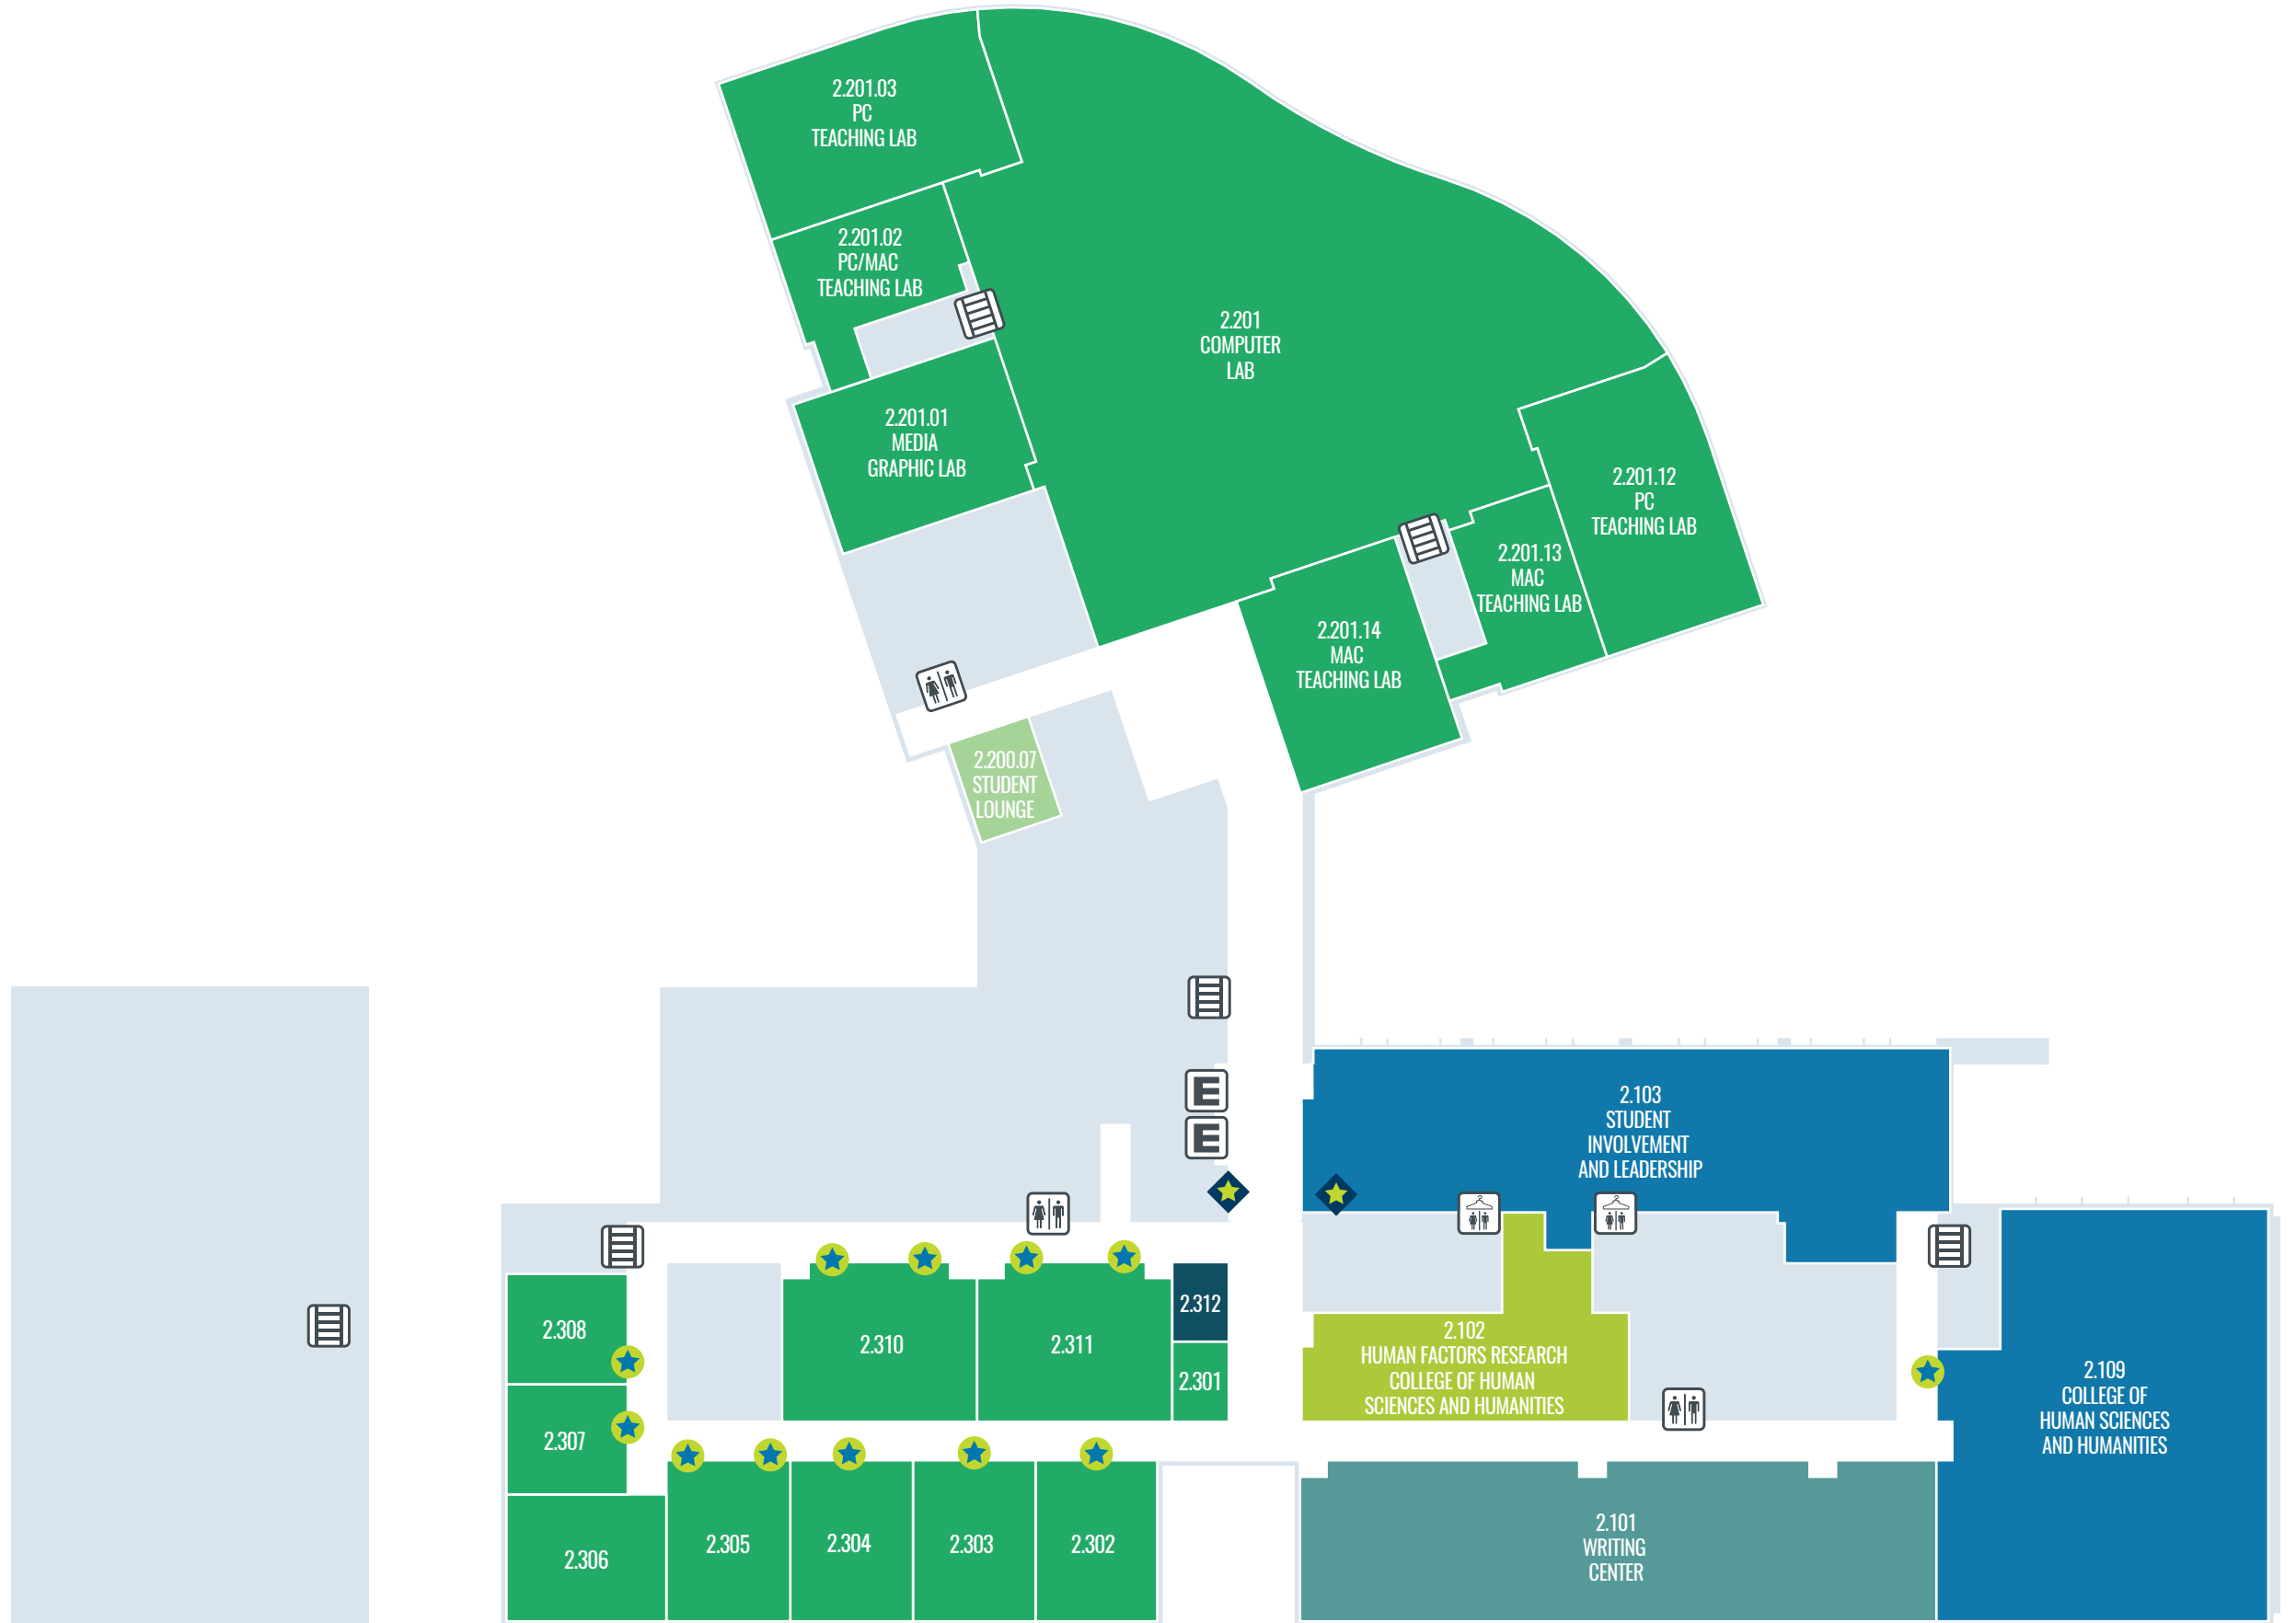 2.201.03
PC
TEACHING LAB
2.201.02
PC/MAC
TEACHING LAB
2.201.01
MEDIA
GRAPHIC LAB
2.201
COMPUTER
LAB
2.201.12
PC
TEACHING LAB
2.201.13
MAC
TEACHING LAB
2.201.14
MAC
TEACHING LAB
2.200.07
STUDENT
LOUNGE
E
E
2.103
STUDENT
INVOLVEMENT
AND LEADERSHIP
2.308
2.310
2.311
2.312
2.301
2.307
2.102
HUMAN FACTORS RESEARCH
COLLEGE OF HUMAN
SCIENCES AND HUMANITIES
2.109
COLLEGE OF
HUMAN SCIENCES
AND HUMANITIES
2.306
2.305
2.304
2.303
2.302
2.101
WRITING
CENTER